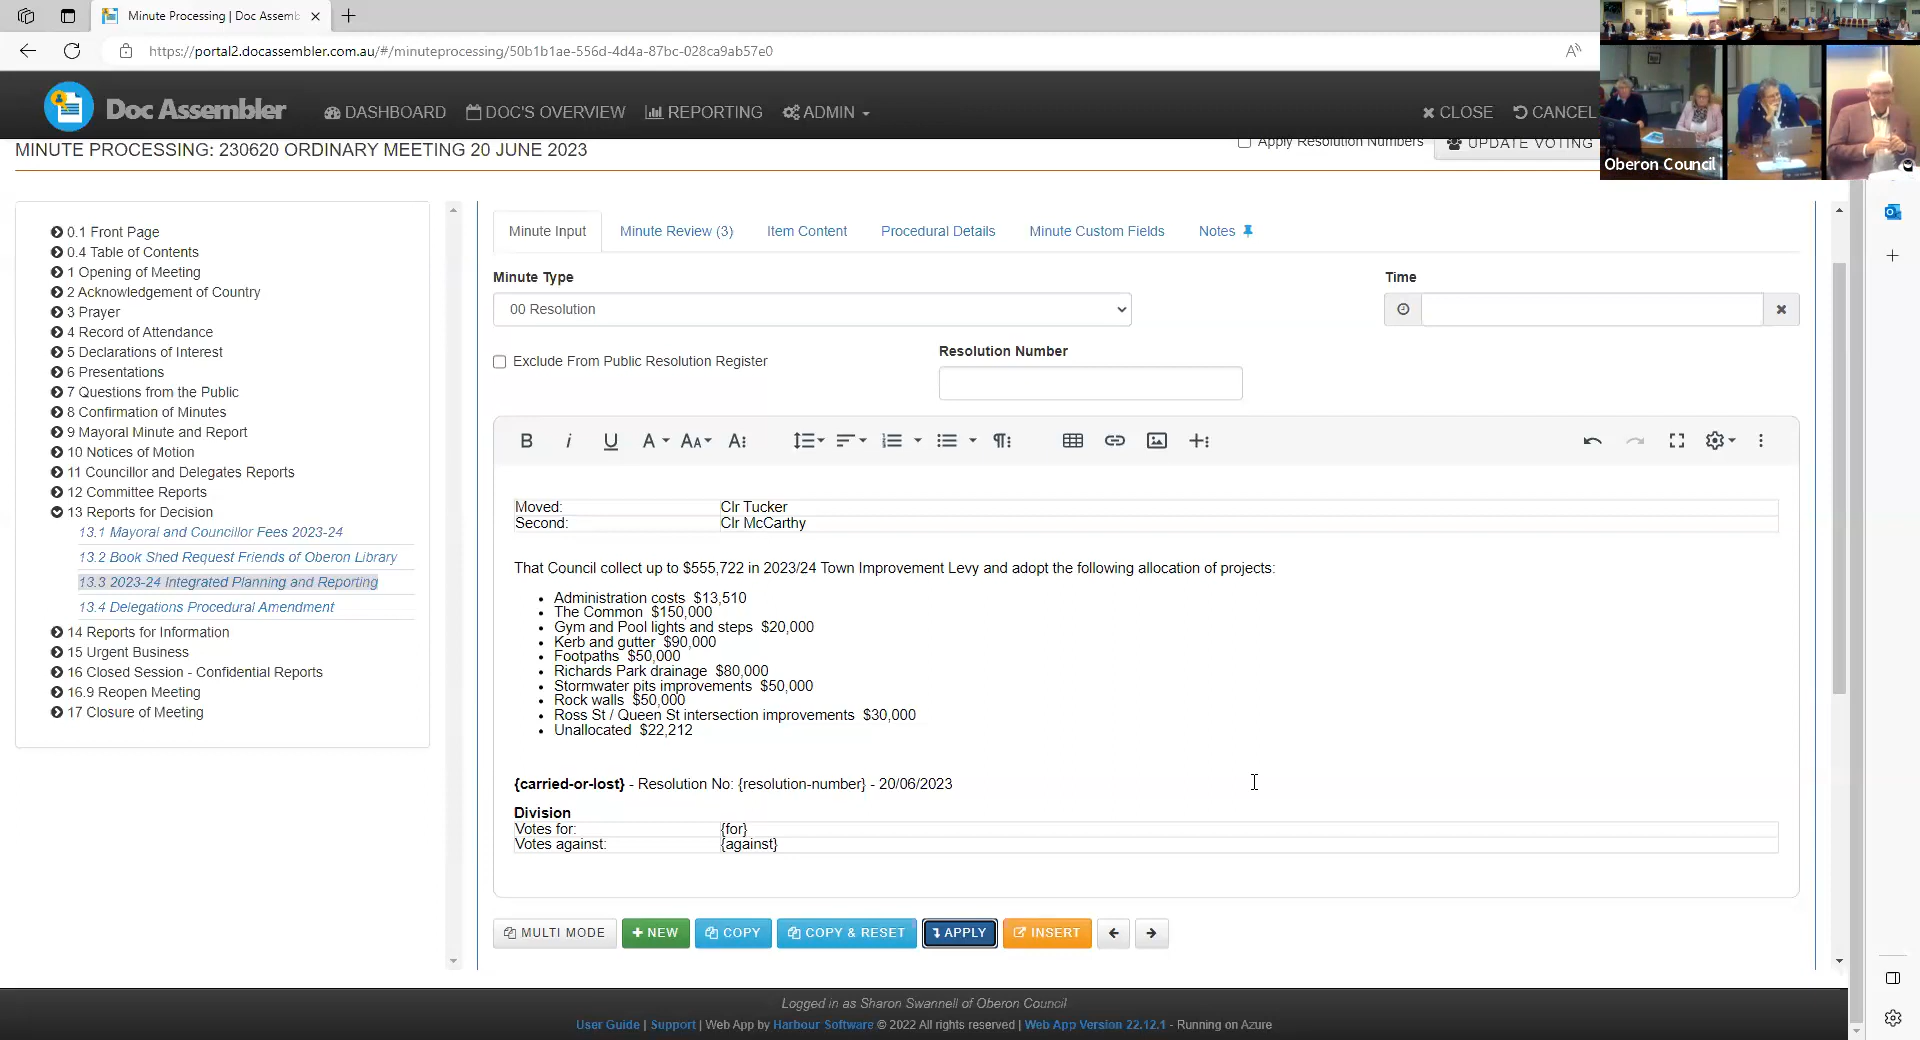 Minute Processing | Doc Assemb
https://portal2.docassembler.com.au/#/minuteprocessing/50b1b1ae-556d-4d4a-87bc-028ca9ab57e0
Doc Assembler
DASHBOARD
DOC'S OVERVIEW
REPORTING
ADMIN
CLOSE
CANCEL
Oberon Council
MINUTE PROCESSING: 230620 ORDINARY MEETING 20 JUNE 2023
Apply Resolution Numbers
UPDATE VOTING
0.1 Front Page
0.4 Table of Contents
1 Opening of Meeting
2 Acknowledgement of Country
3 Prayer
4 Record of Attendance
5 Declarations of Interest
6 Presentations
7 Questions from the Public
8 Confirmation of Minutes
9 Mayoral Minute and Report
10 Notices of Motion
11 Councillor and Delegates Reports
12 Committee Reports
13 Reports for Decision
13.1 Mayoral and Councillor Fees 2023-24
13.2 Book Shed Request Friends of Oberon Library
13.3 2023-24 Integrated Planning and Reporting
13.4 Delegations Procedural Amendment
14 Reports for Information
15 Urgent Business
16 Closed Session - Confidential Reports
16.9 Reopen Meeting
17 Closure of Meeting
Minute Input
Minute Review (3)
Item Content
Procedural Details
Minute Custom Fields
Notes
Minute Type
Time
00 Resolution
Exclude From Public Resolution Register
Resolution Number
Moved: Clr Tucker
Second: Clr McCarthy
That Council collect up to $555,722 in 2023/24 Town Improvement Levy and adopt the following allocation of projects:
• Administration costs $13,510
• The Common $150,000
• Gym and Pool lights and steps $20,000
• Kerb and gutter $90,000
• Footpaths $50,000
• Richards Park drainage $80,000
• Stormwater pits improvements $50,000
• Rock walls $50,000
• Ross St / Queen St intersection improvements $30,000
• Unallocated $22,212
{carried-or-lost} - Resolution No: {resolution-number} - 20/06/2023
Division
Votes for: {for}
Votes against: {against}
MULTI MODE
NEW
COPY
COPY & RESET
APPLY
INSERT
Logged in as Sharon Swannell of Oberon Council
User Guide | Support | Web App by Harbour Software © 2022 All rights reserved | Web App Version 22.12.1 - Running on Azure